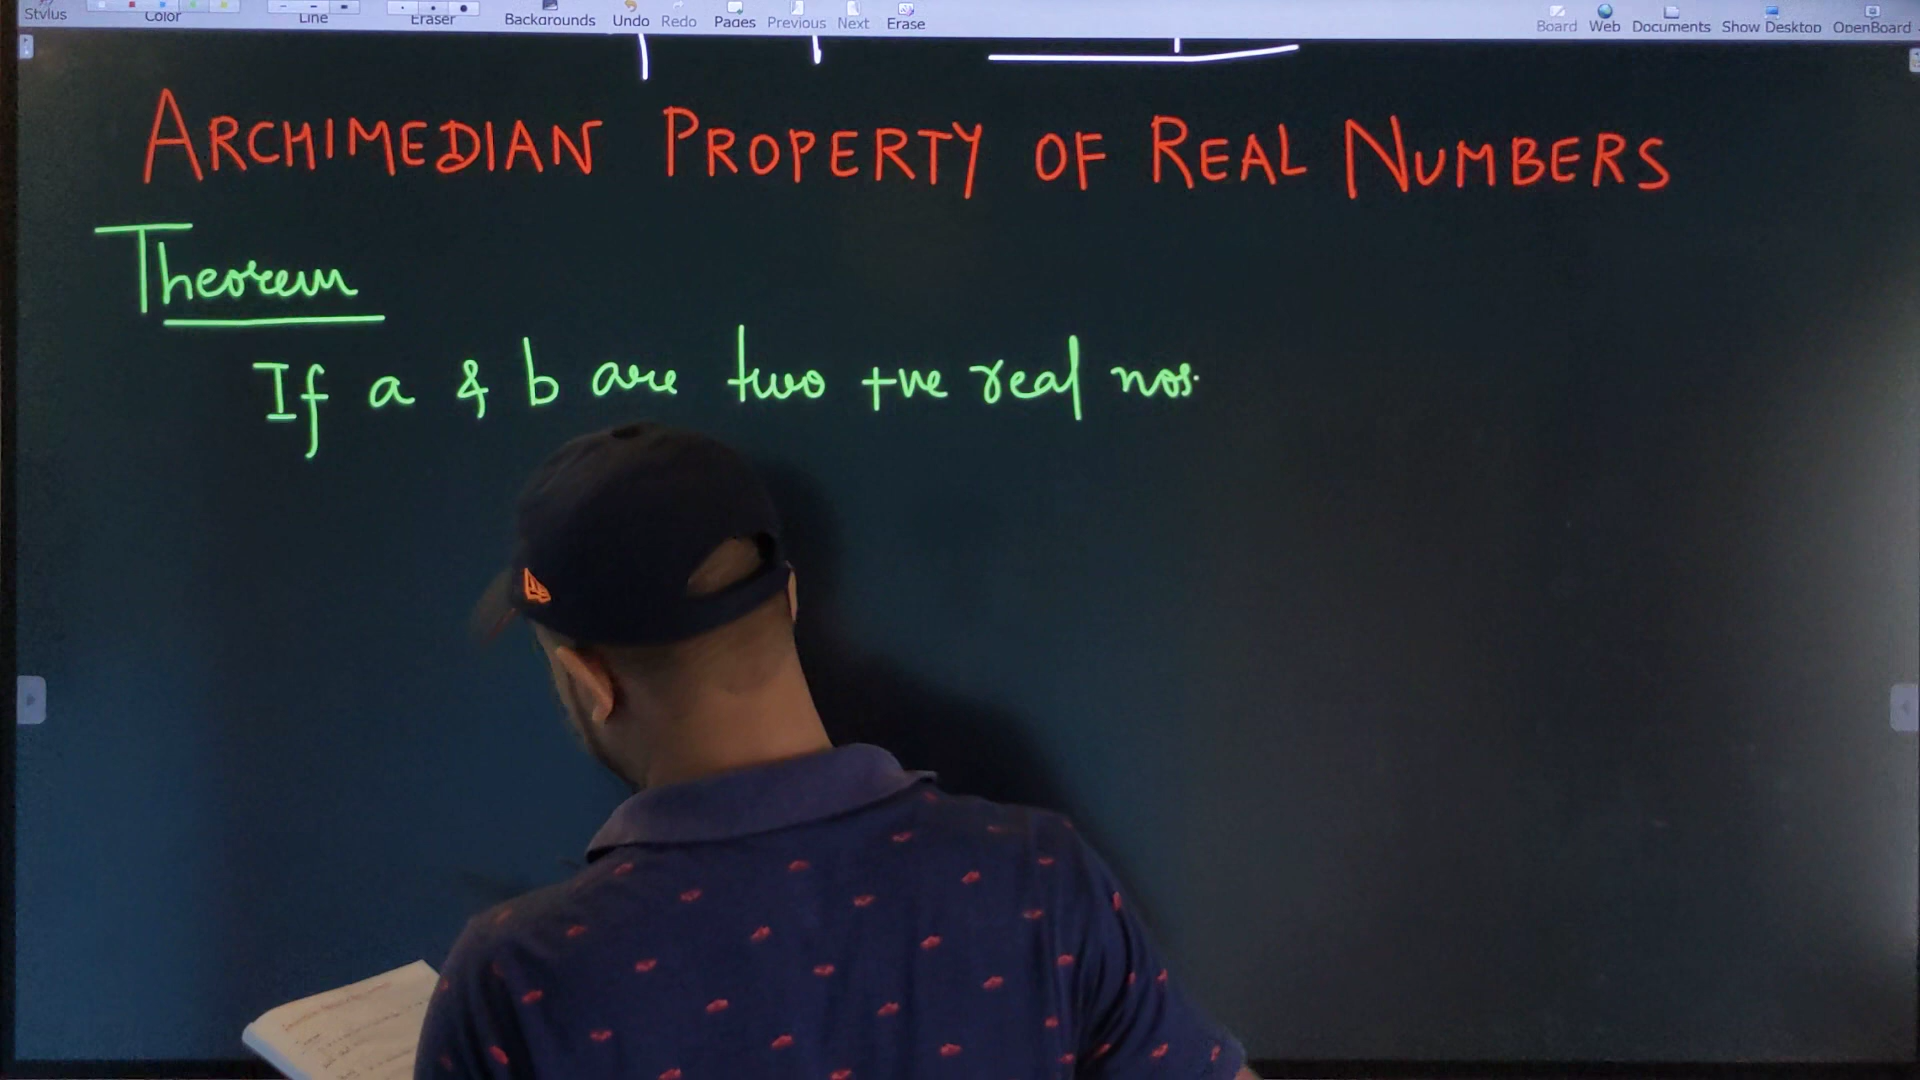 Stylus Color Line Eraser Backgrounds Undo Redo Pages Previous Next Erase Board Web Documents Show Desktop OpenBoard
ARCHIMEDIAN PROPERTY OF REAL NUMBERS
Theorem
If a & b are two +ve real nos.